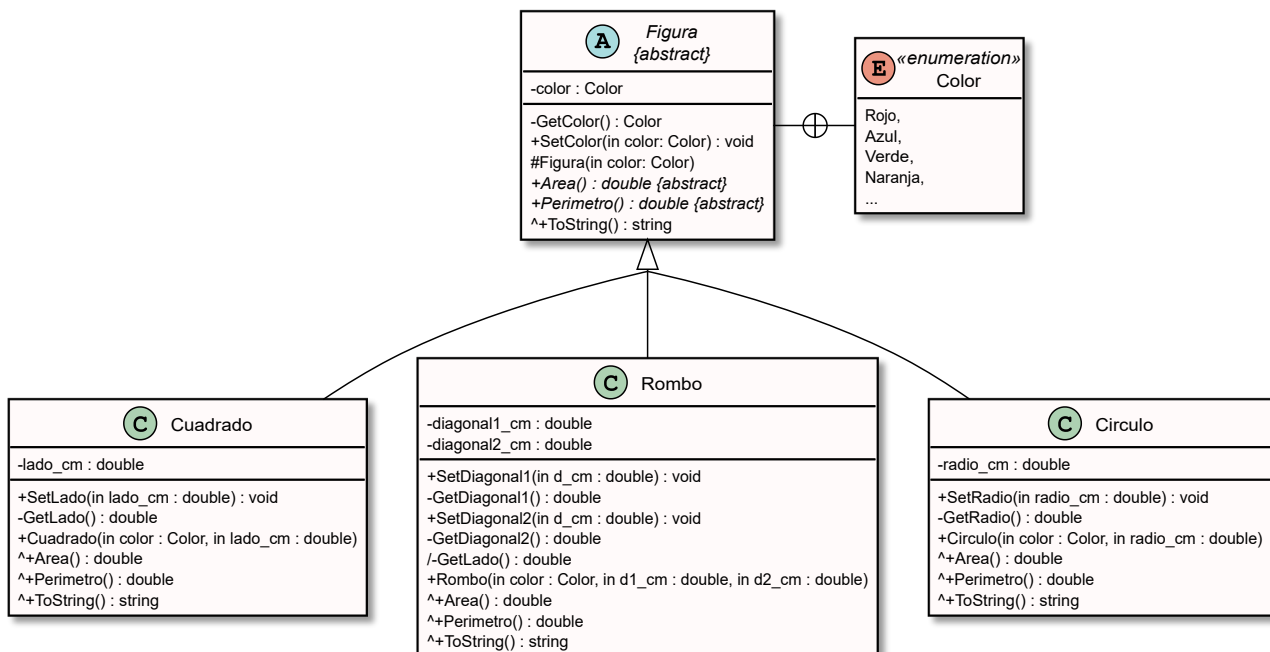 A
Figura
{abstract}
-color : Color
-GetColor() : Color
+SetColor(in color: Color) : void
#Figura(in color: Color)
+Area() : double {abstract}
+Perimetro() : double {abstract}
^+ToString() : string
E
«enumeration»
Color
Rojo,
Azul,
Verde,
Naranja,
...
C Cuadrado
-lado_cm : double
+SetLado(in lado_cm : double) : void
-GetLado() : double
+Cuadrado(in color : Color, in lado_cm : double)
^+Area() : double
^+Perimetro() : double
^+ToString() : string
C Rombo
-diagonal1_cm : double
-diagonal2_cm : double
+SetDiagonal1(in d_cm : double) : void
-GetDiagonal1() : double
+SetDiagonal2(in d_cm : double) : void
-GetDiagonal2() : double
/-GetLado() : double
+Rombo(in color : Color, in d1_cm : double, in d2_cm : double)
^+Area() : double
^+Perimetro() : double
^+ToString() : string
C Circulo
-radio_cm : double
+SetRadio(in radio_cm : double) : void
-GetRadio() : double
+Circulo(in color : Color, in radio_cm : double)
^+Area() : double
^+Perimetro() : double
^+ToString() : string